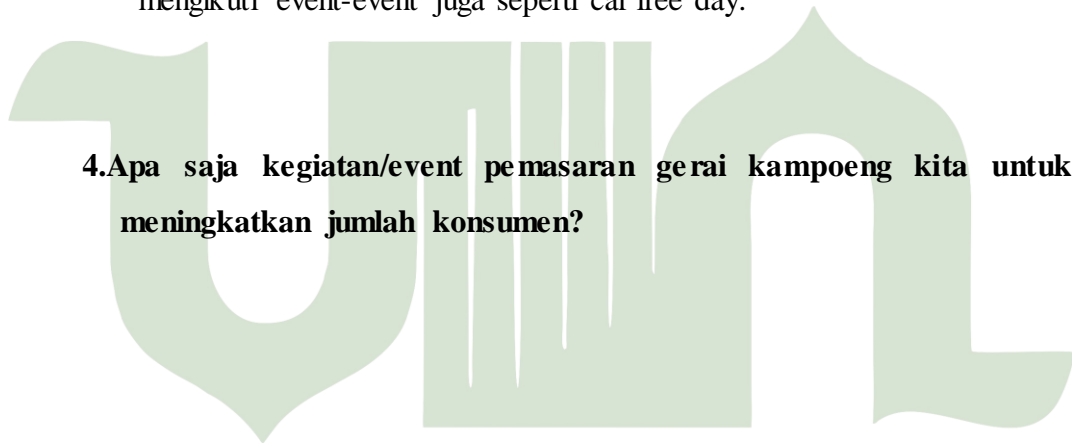 mengikuti event-event juga seperti car free day.
4.Apa saja kegiatan/event pemasaran gerai kampoeng kita untuk
meningkatkan jumlah konsumen?